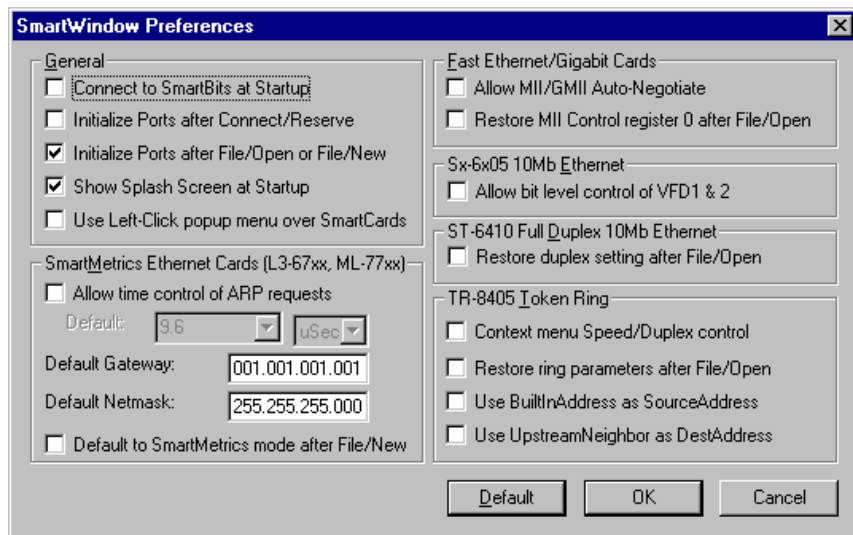 SmartWindow Preferences
General
Connect to SmartBits at Startup
Initialize Ports after Connect/Reserve
Initialize Ports after File/Open or File/New
Show Splash Screen at Startup
Use Left-Click popup menu over SmartCards
SmartMetrics Ethernet Cards (L3-67xx, ML-77xx)
Allow time control of ARP requests
Default: 9.6 uSec
Default Gateway: 001.001.001.001
Default Netmask: 255.255.255.000
Default to SmartMetrics mode after File/New
Fast Ethernet/Gigabit Cards
Allow MII/GMII Auto-Negotiate
Restore MII Control register 0 after File/Open
Sx-6x05 10Mb Ethernet
Allow bit level control of VFD1 & 2
ST-6410 Full Duplex 10Mb Ethernet
Restore duplex setting after File/Open
TR-8405 Token Ring
Context menu Speed/Duplex control
Restore ring parameters after File/Open
Use BuiltInAddress as SourceAddress
Use UpstreamNeighbor as DestAddress
Default OK Cancel